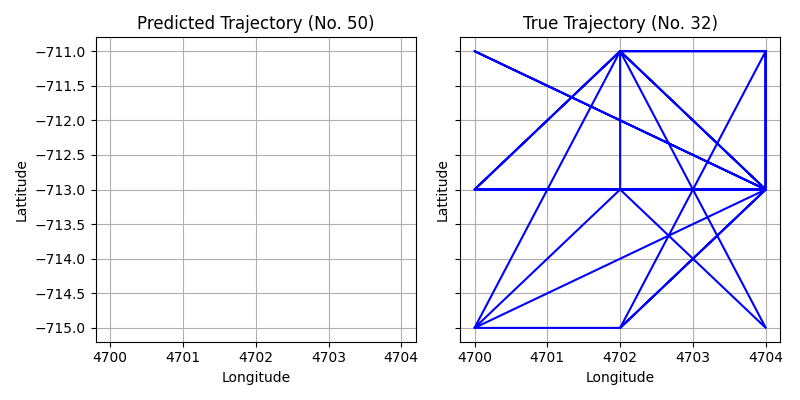 Predicted Trajectory (No. 50)
True Trajectory (No. 32)
−711.0
−711.5
−712.0
−712.5
−713.0
−713.5
−714.0
−714.5
−715.0
Lattitude
Lattitude
4700 4701 4702 4703 4704
4700 4701 4702 4703 4704
Longitude
Longitude